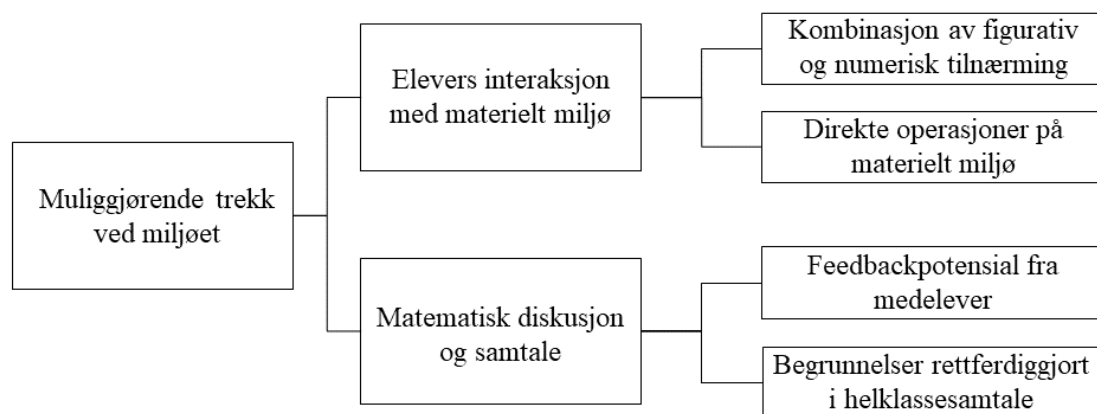 Muliggjørende trekk
ved miljøet
Elevers interaksjon
med materielt miljø
Kombinasjon av figurativ
og numerisk tilnærming
Direkte operasjoner på
materielt miljø
Matematisk diskusjon
og samtale
Feedbackpotensial fra
medelever
Begrunnelser rettferdiggjort
i helklassesamtale